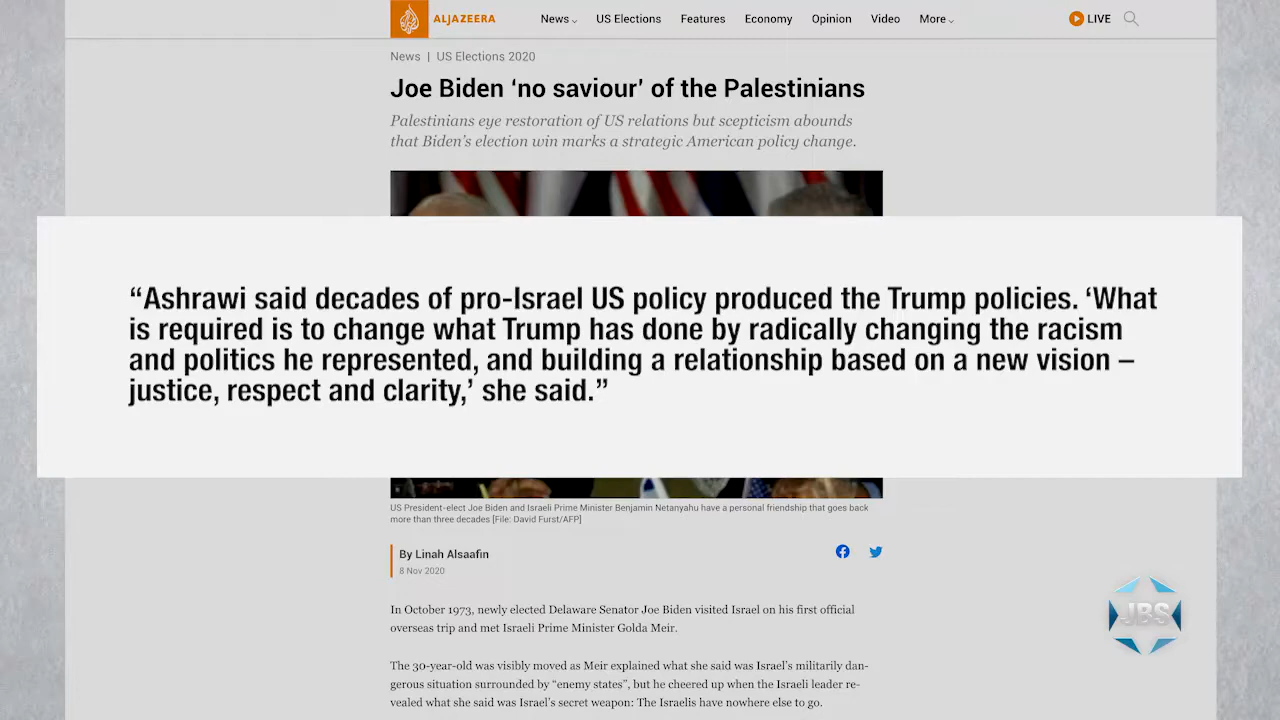 ALJAZEERA News US Elections Features Economy Opinion Video More LIVE
News | US Elections 2020
Joe Biden ‘no saviour’ of the Palestinians
Palestinians eye restoration of US relations but scepticism abounds
that Biden’s election win marks a strategic American policy change.
“Ashrawi said decades of pro-Israel US policy produced the Trump policies. ‘What
is required is to change what Trump has done by radically changing the racism
and politics he represented, and building a relationship based on a new vision –
justice, respect and clarity,’ she said.”
US President-elect Joe Biden and Israeli Prime Minister Benjamin Netanyahu have a personal friendship that goes back
more than three decades [File: David Furst/AFP]
By Linah Alsaafin
8 Nov 2020
In October 1973, newly elected Delaware Senator Joe Biden visited Israel on his first official
overseas trip and met Israeli Prime Minister Golda Meir.
The 30-year-old was visibly moved as Meir explained what she said was Israel’s militarily dan-
gerous situation surrounded by “enemy states”, but he cheered up when the Israeli leader re-
vealed what she said was Israel’s secret weapon: The Israelis have nowhere else to go.
JBS